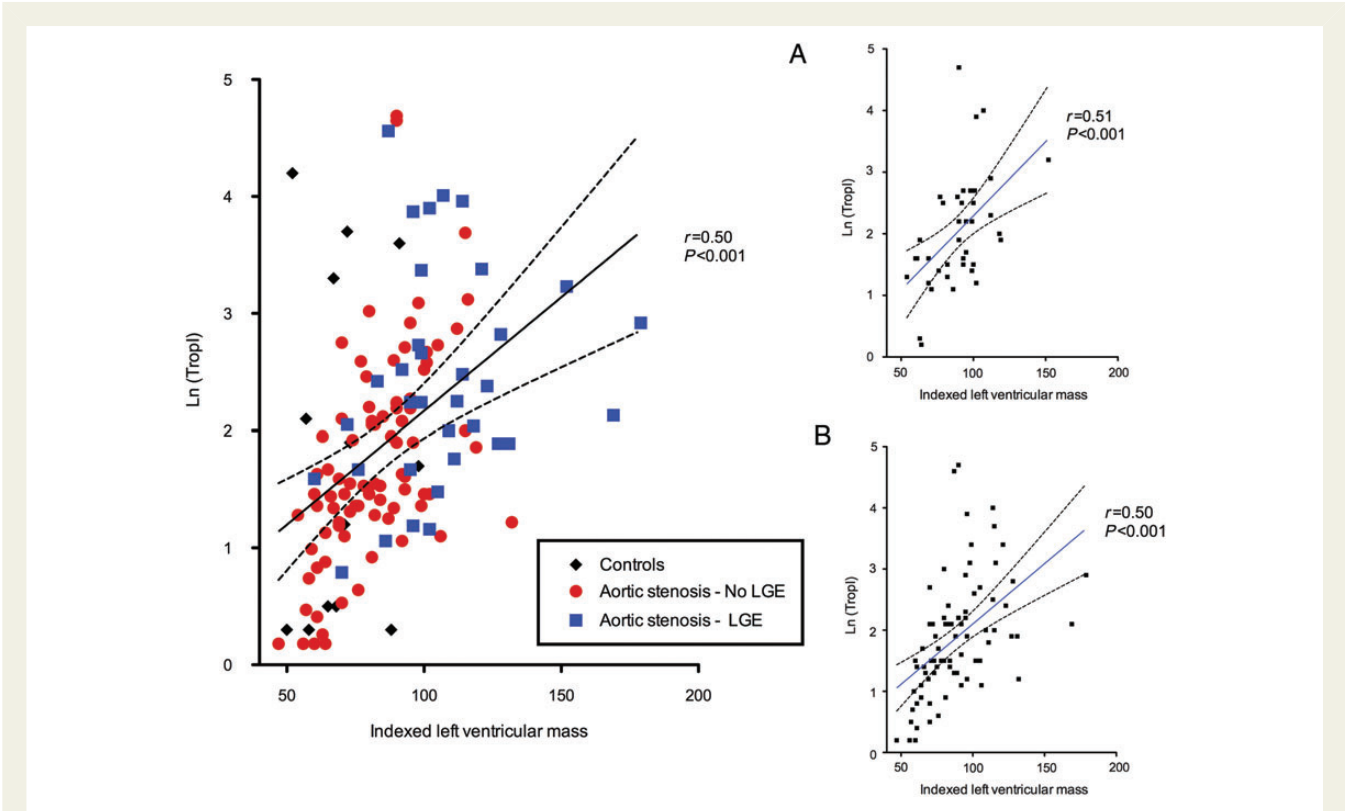 5
4
3
2
1
0
Ln (TropI)
50
100
150
200
Indexed left ventricular mass
r=0.50
P<0.001
Controls
Aortic stenosis - No LGE
Aortic stenosis - LGE
A
5
4
3
2
1
0
Ln (TropI)
50
100
150
200
Indexed left ventricular mass
r=0.51
P<0.001
B
5
4
3
2
1
0
Ln (TropI)
50
100
150
200
Indexed left ventricular mass
r=0.50
P<0.001